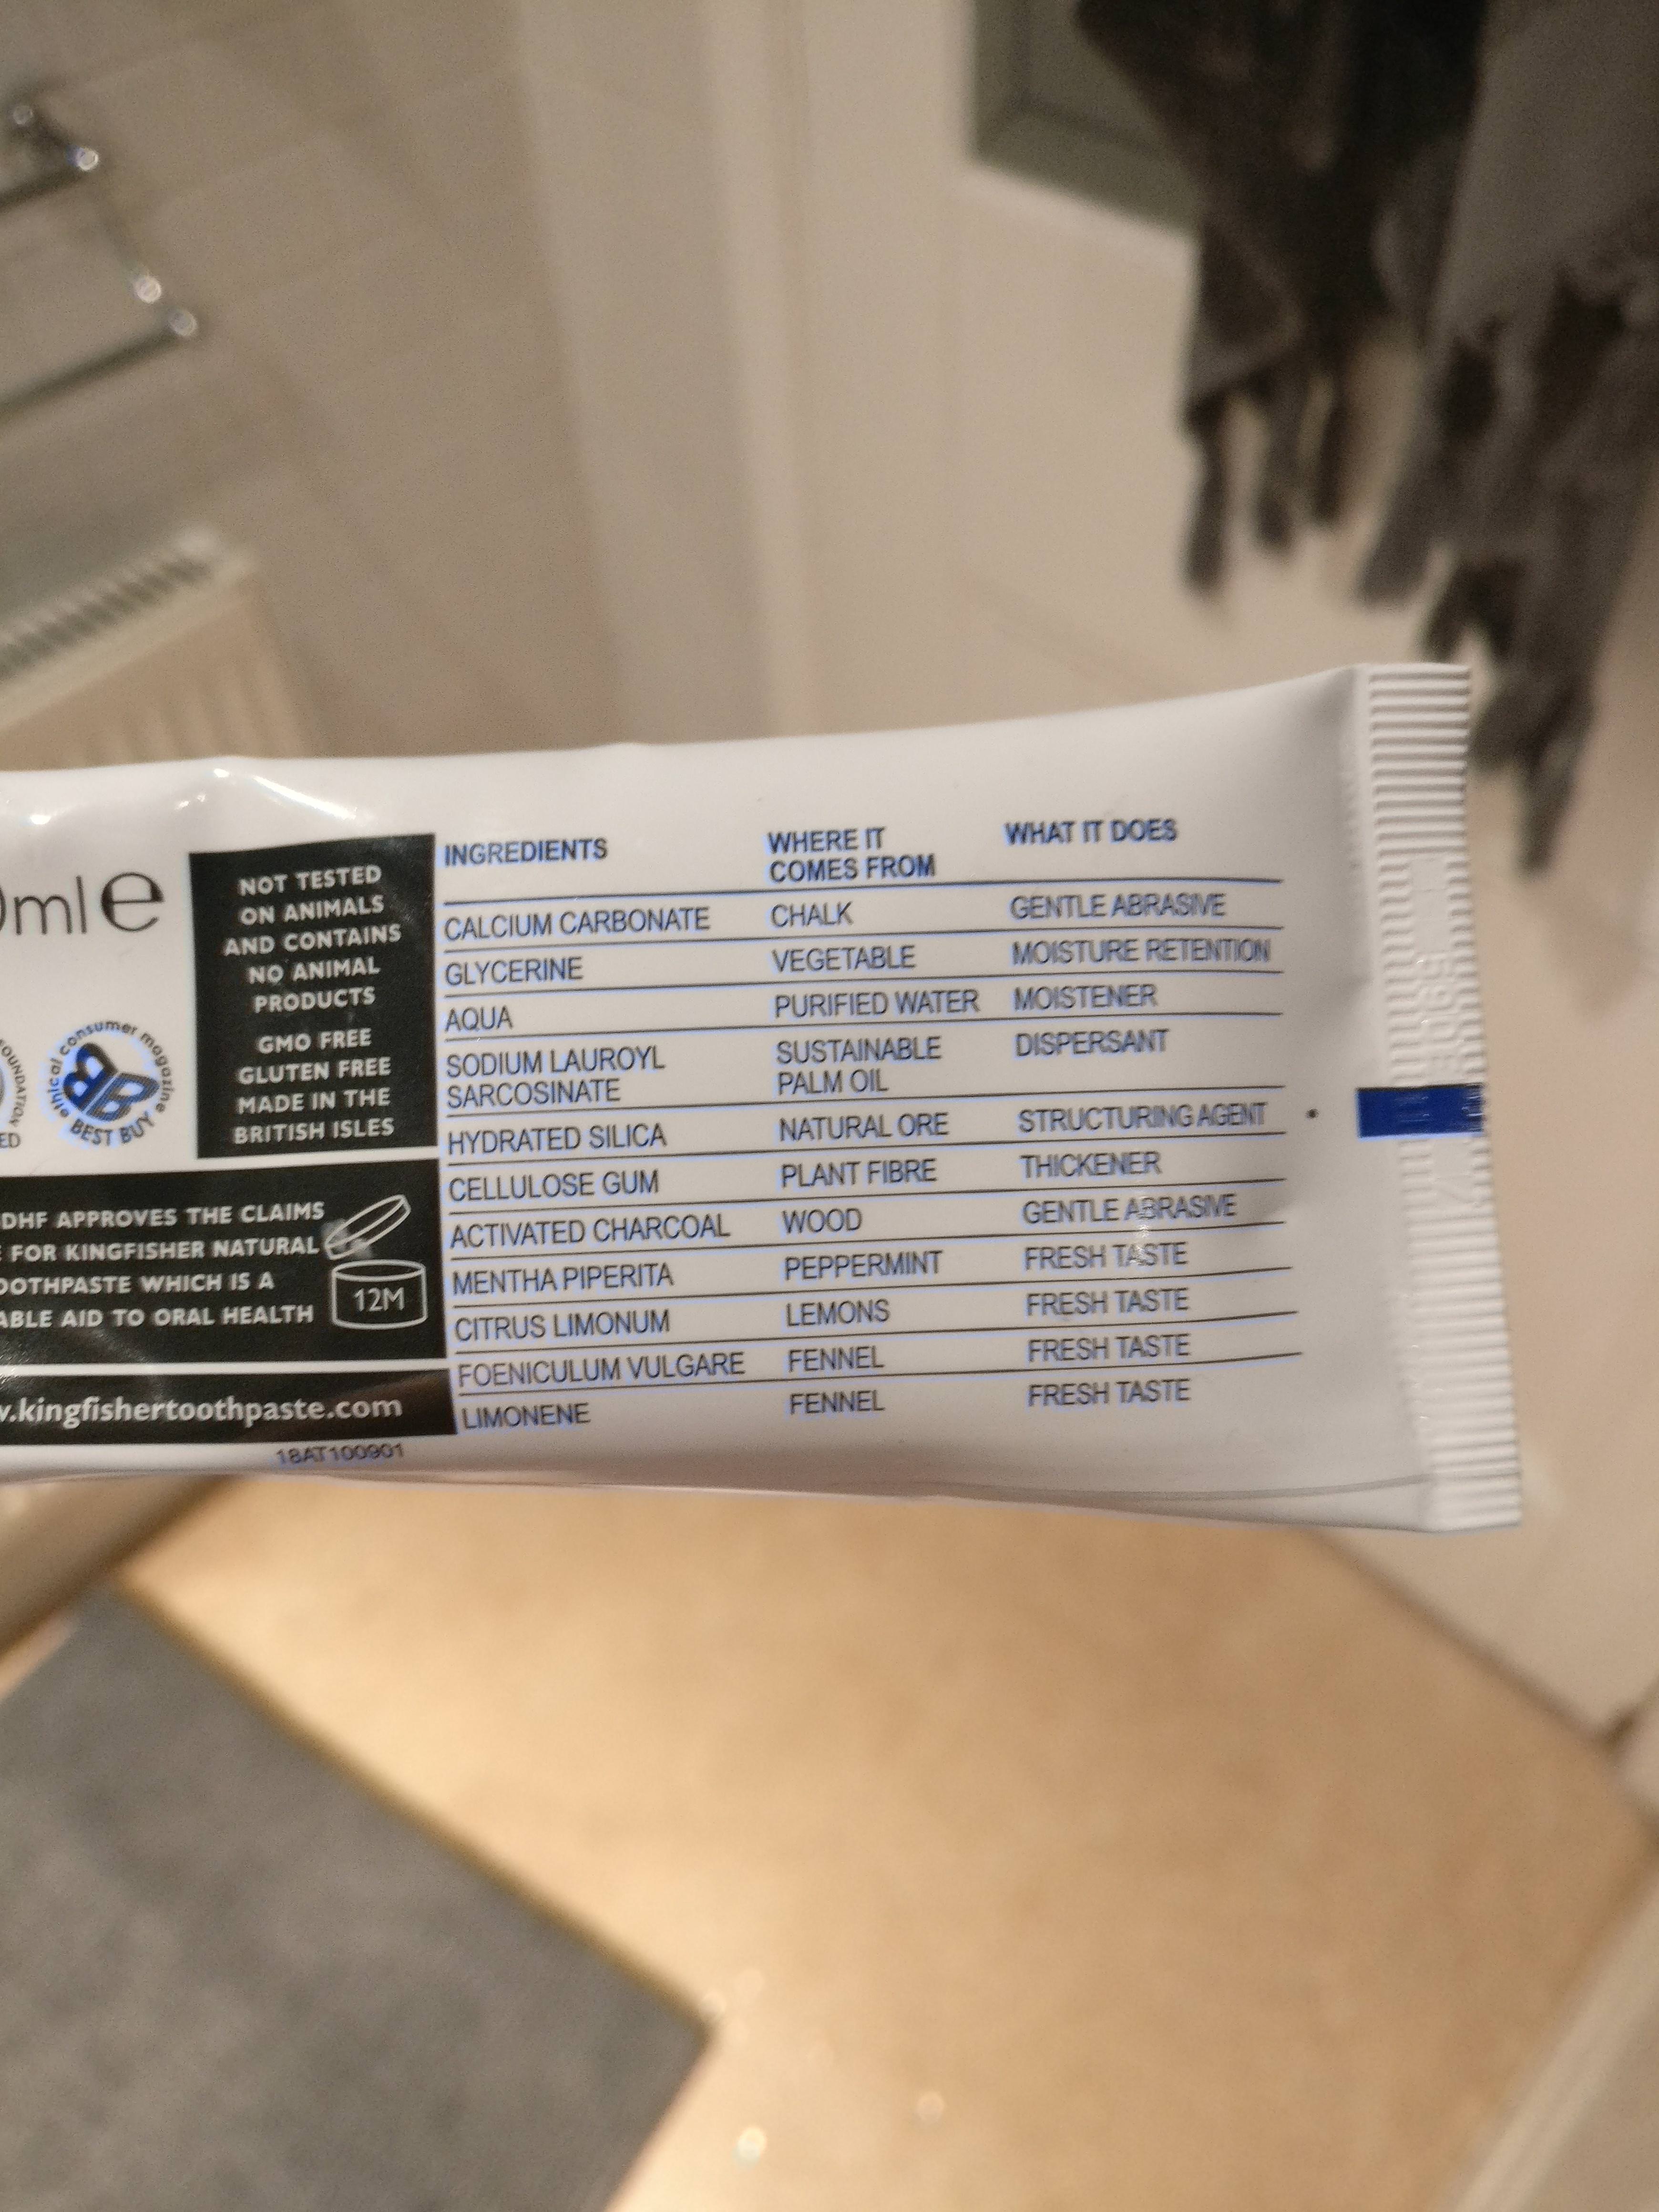 ml e
NOT TESTED
ON ANIMALS
AND CONTAINS
NO ANIMAL
PRODUCTS
GMO FREE
GLUTEN FREE
MADE IN THE
BRITISH ISLES
ethical consumer magazine
BEST BUY
DHF APPROVES THE CLAIMS
FOR KINGFISHER NATURAL
WHICH IS A
AID TO ORAL HEALTH
12M
.kingfishertoothpaste.com
18AT100901
INGREDIENTS WHERE IT COMES FROM WHAT IT DOES
CALCIUM CARBONATE CHALK GENTLE ABRASIVE
GLYCERINE VEGETABLE MOISTURE RETENTION
AQUA PURIFIED WATER MOISTENER
SODIUM LAUROYL SUSTAINABLE DISPERSANT
SARCOSINATE PALM OIL
HYDRATED SILICA NATURAL ORE STRUCTURING AGENT
CELLULOSE GUM PLANT FIBRE THICKENER
ACTIVATED CHARCOAL WOOD GENTLE ABRASIVE
MENTHA PIPERITA PEPPERMINT FRESH TASTE
CITRUS LIMONUM LEMONS FRESH TASTE
FOENICULUM VULGARE FENNEL FRESH TASTE
LIMONENE FENNEL FRESH TASTE